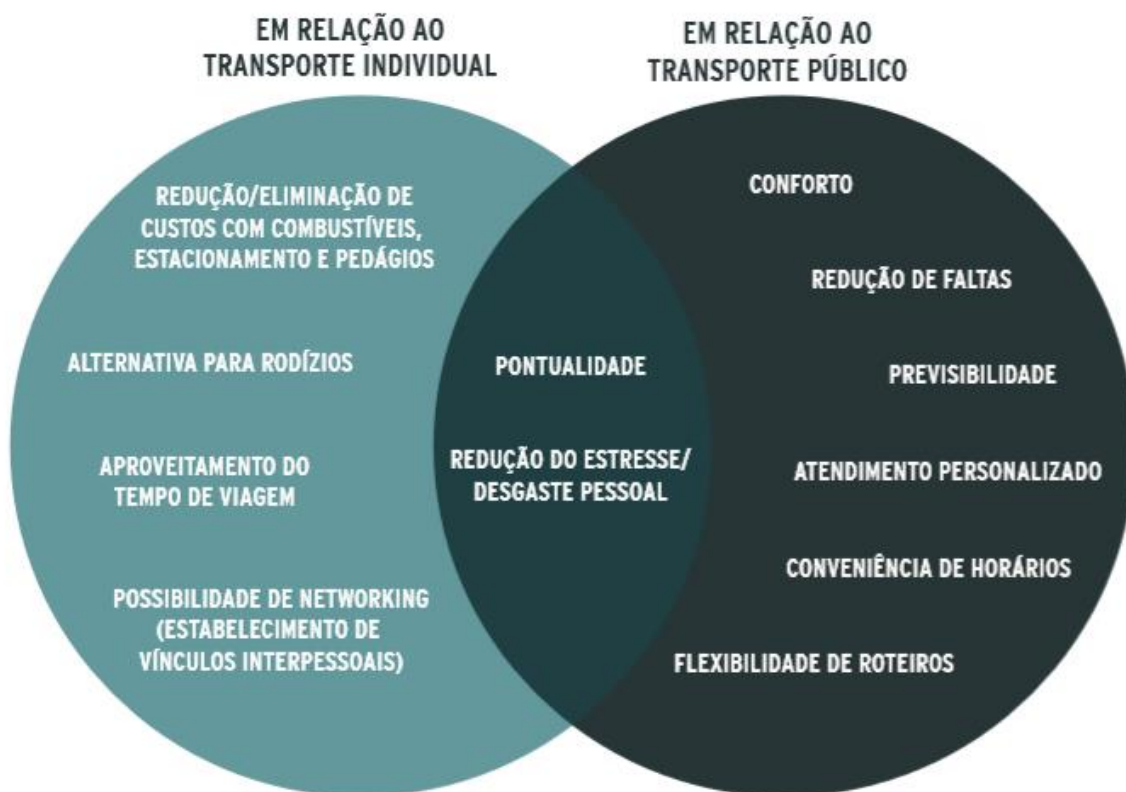 EM RELAÇÃO AO
TRANSPORTE INDIVIDUAL
REDUÇÃO/ELIMINAÇÃO DE
CUSTOS COM COMBUSTÍVEIS,
ESTACIONAMENTO E PEDÁGIOS
ALTERNATIVA PARA RODÍZIOS
APROVEITAMENTO DO
TEMPO DE VIAGEM
POSSIBILIDADE DE NETWORKING
(ESTABELECIMENTO DE
VÍNCULOS INTERPESSOAIS)
PONTUALIDADE
REDUÇÃO DO ESTRESSE/
DESGASTE PESSOAL
EM RELAÇÃO AO
TRANSPORTE PÚBLICO
CONFORTO
REDUÇÃO DE FALTAS
PREVISIBILIDADE
ATENDIMENTO PERSONALIZADO
CONVENIÊNCIA DE HORÁRIOS
FLEXIBILIDADE DE ROTEIROS